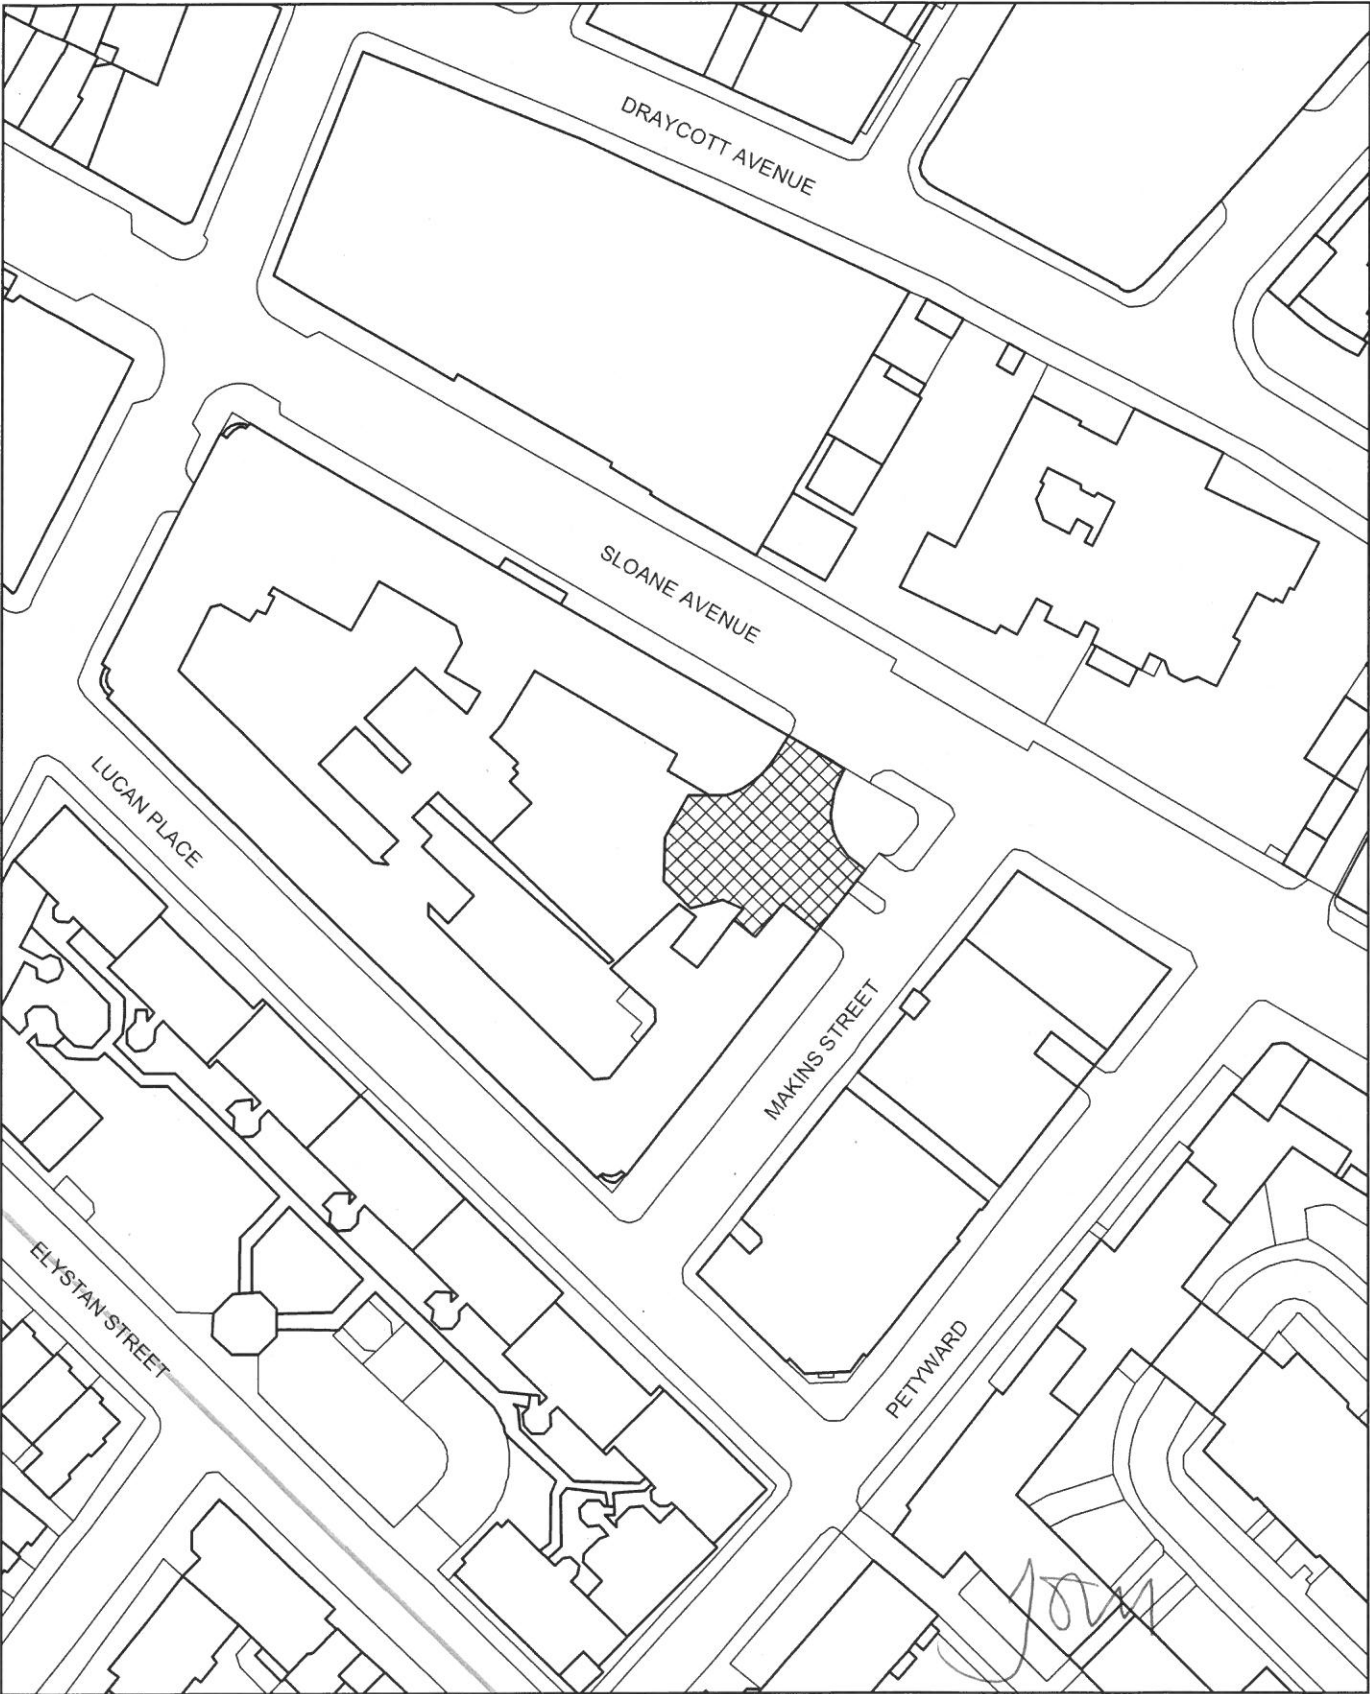 DRAYCOTT AVENUE
SLOANE AVENUE
LUCAN PLACE
MAKINS STREET
ELYSTAN STREET
PETYWARD